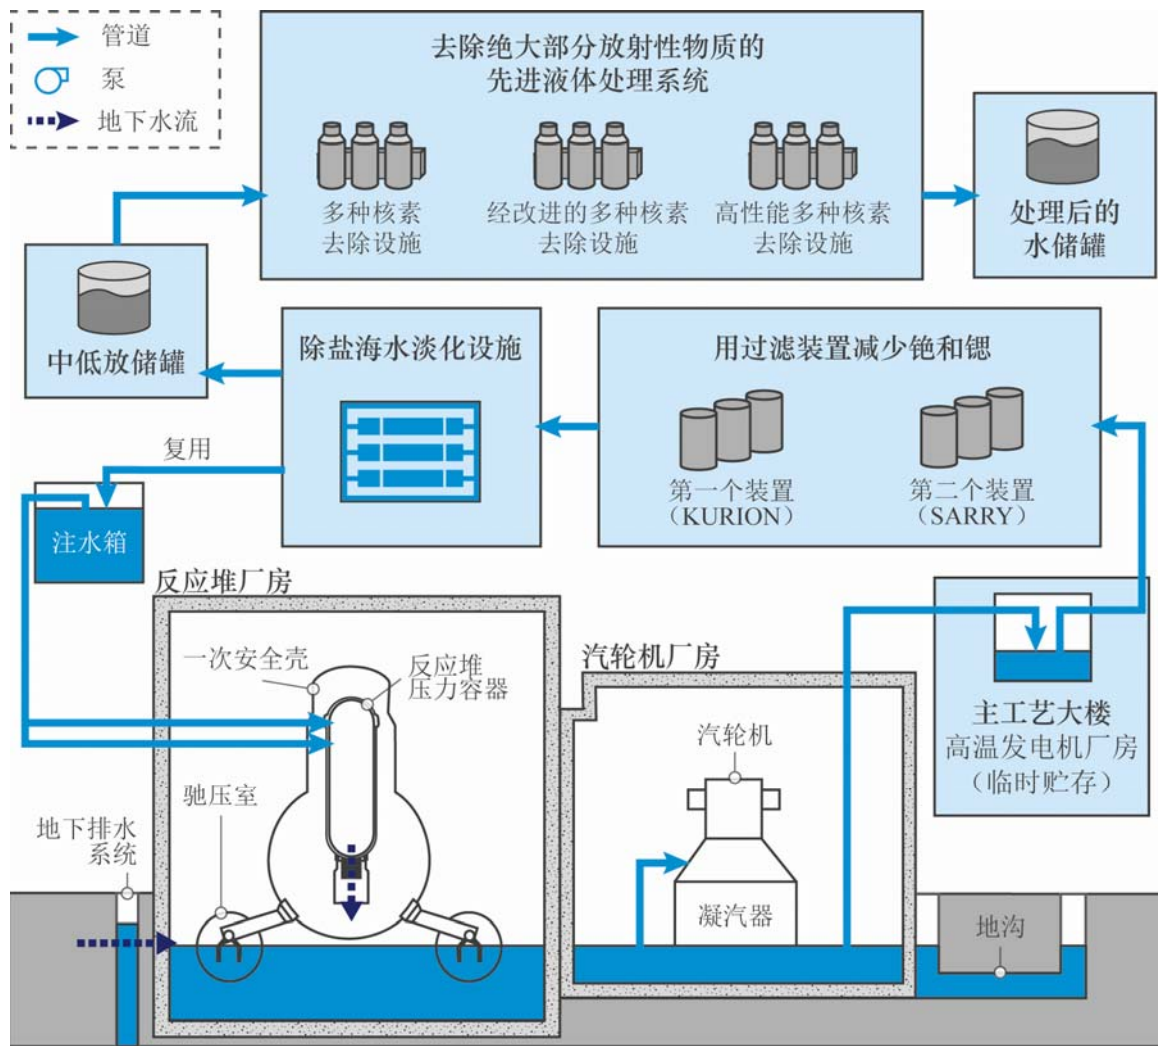 管道
泵
地下水流
去除绝大部分放射性物质的
先进液体处理系统
多种核素
去除设施
经改进的多种核素
去除设施
高性能多种核素
去除设施
处理后的
水储罐
中低放储罐
除盐海水淡化设施
用过滤装置减少铯和锶
第一个装置
（KURION）
第二个装置
（SARRY）
复用
注水箱
反应堆厂房
一次安全壳
反应堆
压力容器
汽轮机厂房
汽轮机
主工艺大楼
高温发电机厂房
（临时贮存）
驰压室
地下排水
系统
凝汽器
地沟